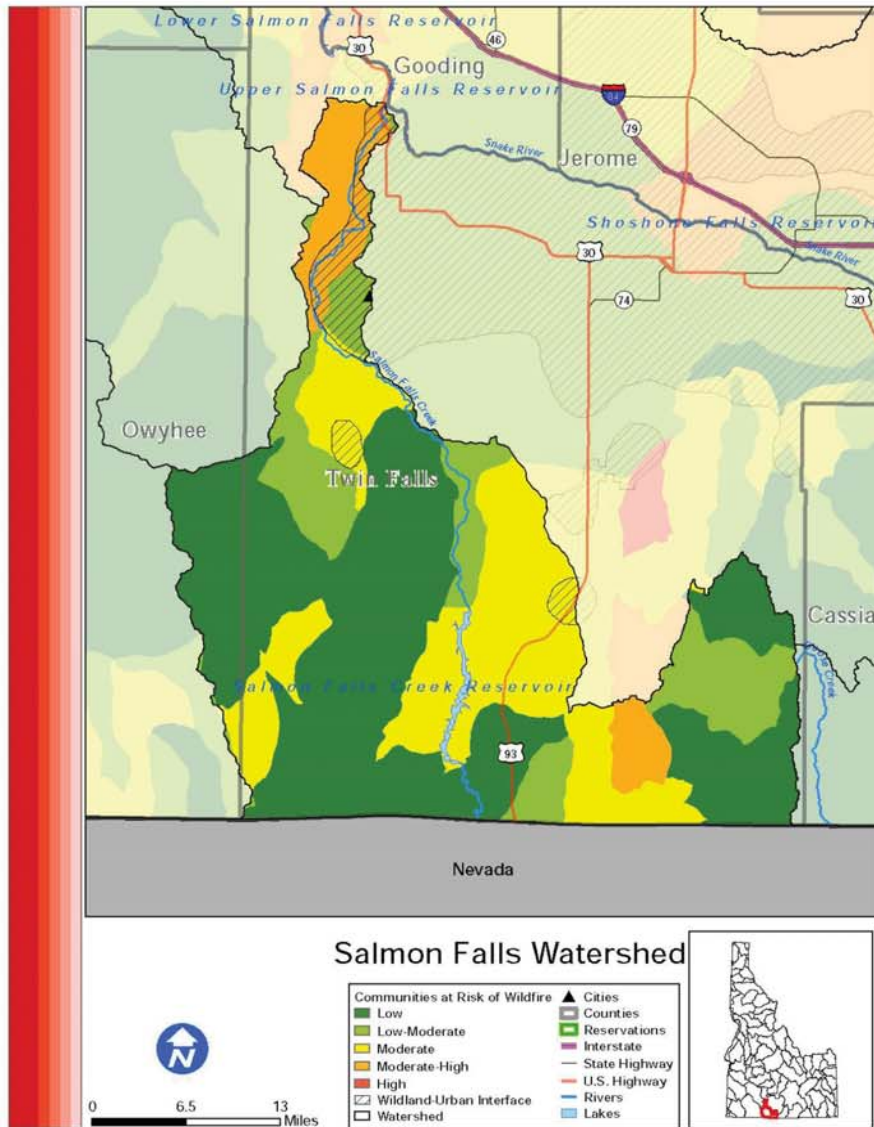 Lower Salmon Falls Reservoir
30
46
Gooding
Upper Salmon Falls Reservoir
84
79
Snake River
Jerome
Shoshone Falls Reservoir
30
Snake River
74
30
Salmon Falls Creek
Owyhee
Twin Falls
Cassia
Goose Creek
Salmon Falls Creek Reservoir
93
Nevada
Salmon Falls Watershed
Communities at Risk of Wildfire
Low
Low-Moderate
Moderate
Moderate-High
High
Wildland-Urban Interface
Watershed
Cities
Counties
Reservations
Interstate
State Highway
U.S. Highway
Rivers
Lakes
N
0 6.5 13
Miles